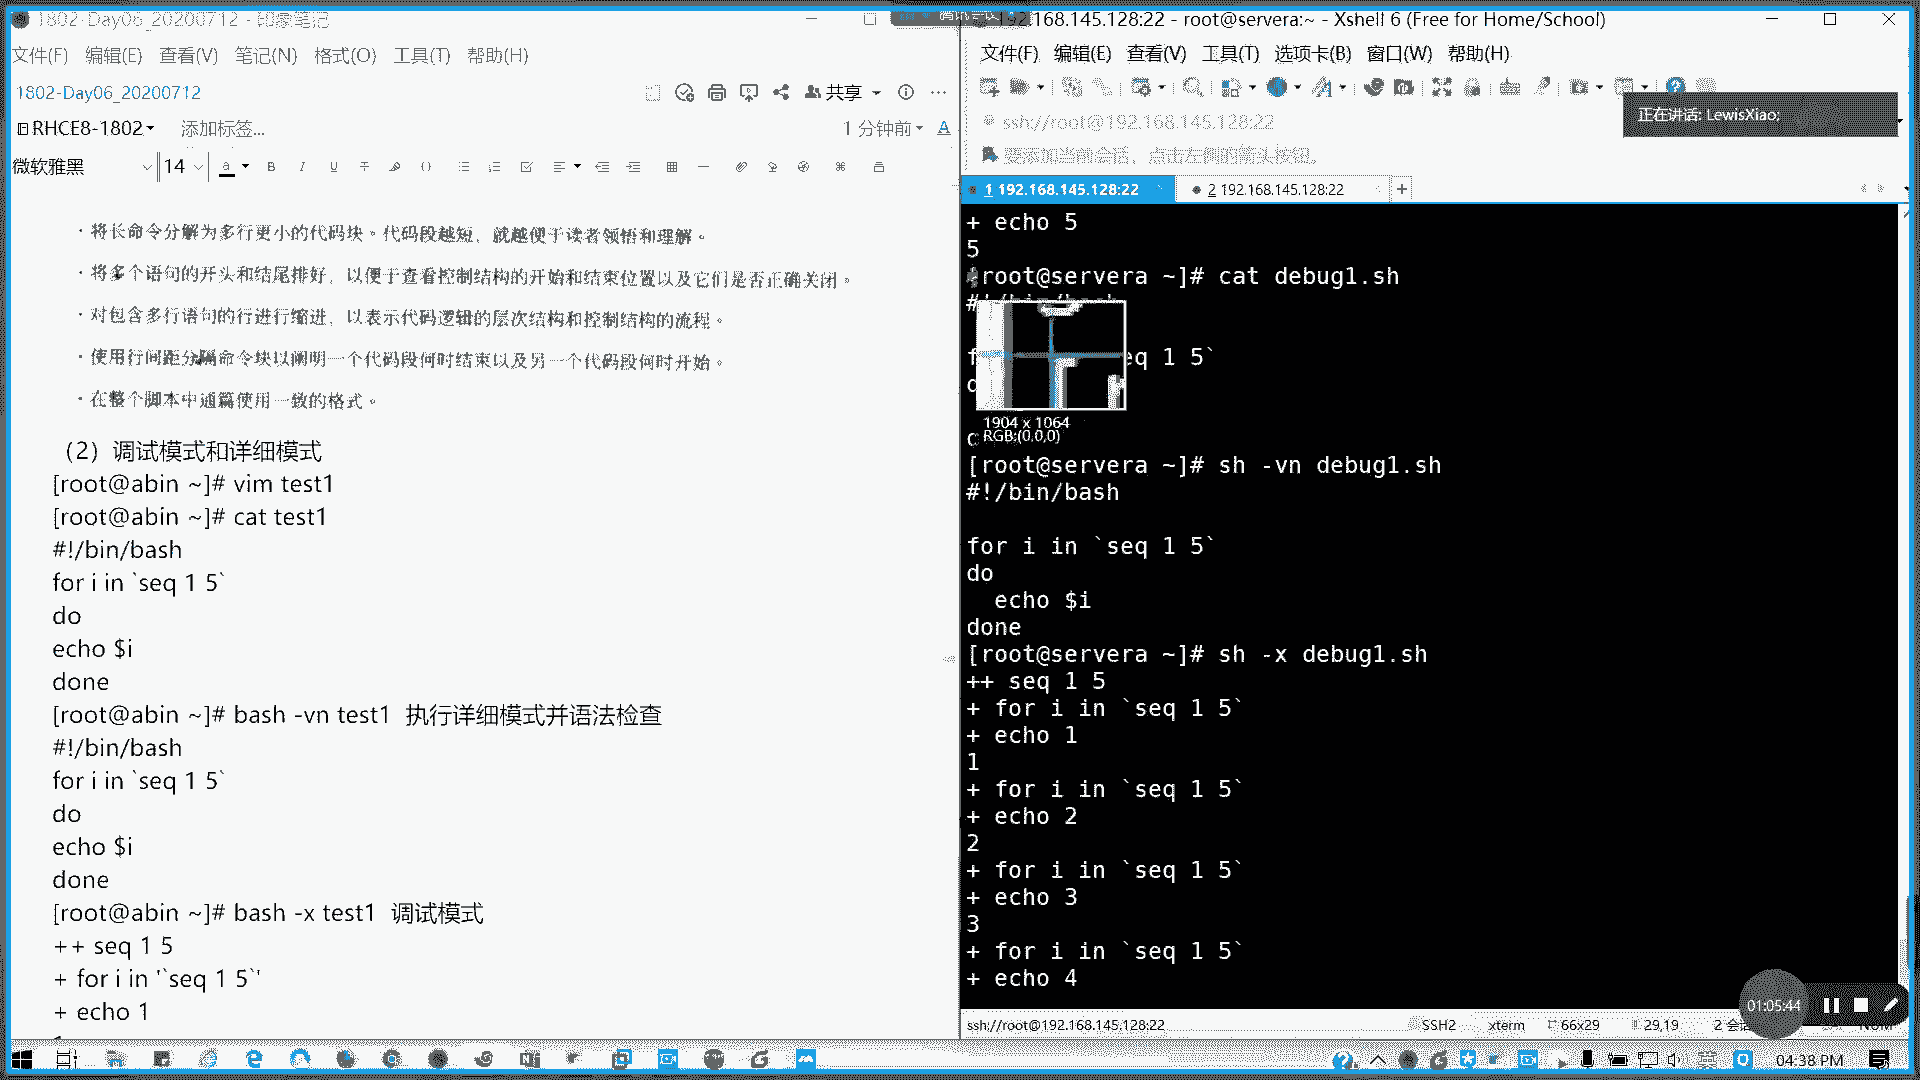 1802-Day06_20200712 - 印象笔记
文件(F) 编辑(E) 查看(V) 笔记(N) 格式(O) 工具(T) 帮助(H)
1802-Day06_20200712
共享
RHCE8-1802
添加标签...
1 分钟前
微软雅黑
14
· 将长命令分解为多行更小的代码块。代码段越短，就越便于读者领悟和理解。
· 将多个语句的开头和结尾排好，以便于查看控制结构的开始和结束位置以及它们是否正确关闭。
· 对包含多行语句的行进行缩进，以表示代码逻辑的层次结构和控制结构的流程。
· 使用行间距分隔命令块以阐明一个代码段何时结束以及另一个代码段何时开始。
· 在整个脚本中通篇使用一致的格式。
（2）调试模式和详细模式
[root@abin ~]# vim test1
[root@abin ~]# cat test1
#!/bin/bash
for i in `seq 1 5`
do
echo $i
done
[root@abin ~]# bash -vn test1 执行详细模式并语法检查
#!/bin/bash
for i in `seq 1 5`
do
echo $i
done
[root@abin ~]# bash -x test1 调试模式
++ seq 1 5
+ for i in '`seq 1 5`'
+ echo 1
192.168.145.128:22 - root@servera:~ - Xshell 6 (Free for Home/School)
文件(F) 编辑(E) 查看(V) 工具(T) 选项卡(B) 窗口(W) 帮助(H)
正在讲话: LewisXiao;
ssh://root@192.168.145.128:22
要添加当前会话，点击左侧的箭头按钮。
1 192.168.145.128:22
2 192.168.145.128:22
+ echo 5
5
[root@servera ~]# cat debug1.sh
#!/bin/bash
eq 1 5`
1904 x 1064
RGB:(0,0,0)
[root@servera ~]# sh -vn debug1.sh
#!/bin/bash
for i in `seq 1 5`
do
echo $i
done
[root@servera ~]# sh -x debug1.sh
++ seq 1 5
+ for i in `seq 1 5`
+ echo 1
1
+ for i in `seq 1 5`
+ echo 2
2
+ for i in `seq 1 5`
+ echo 3
3
+ for i in `seq 1 5`
+ echo 4
01:05:44
ssh://root@192.168.145.128:22
SSH2
xterm
66x29
29,19
2 会
NUM
英
04:38 PM